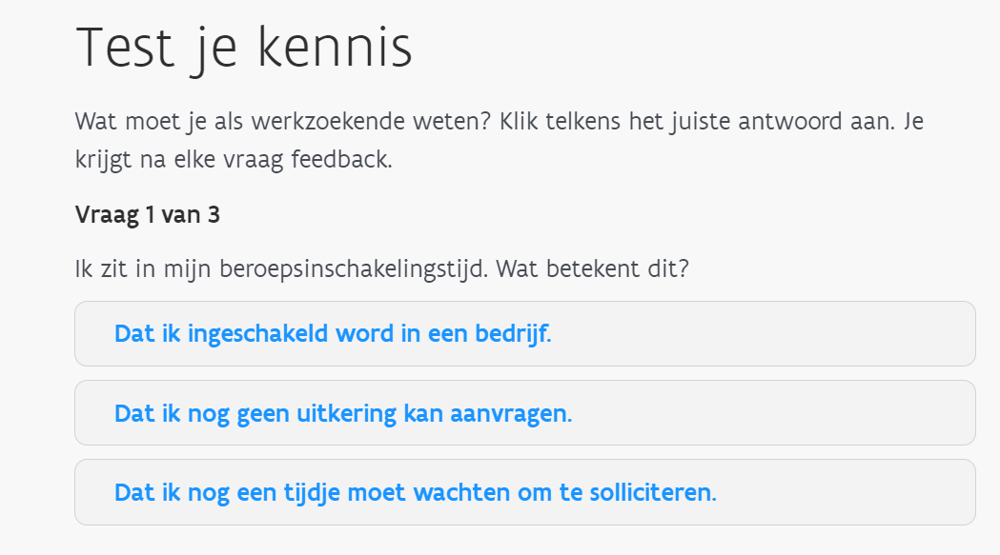 Test je kennis
Wat moet je als werkzoekende weten? Klik telkens het juiste antwoord aan. Je
krijgt na elke vraag feedback.
Vraag 1 van 3
Ik zit in mijn beroepsinschakelingstijd. Wat betekent dit?
Dat ik ingeschakeld word in een bedrijf.
Dat ik nog geen uitkering kan aanvragen.
Dat ik nog een tijdje moet wachten om te solliciteren.